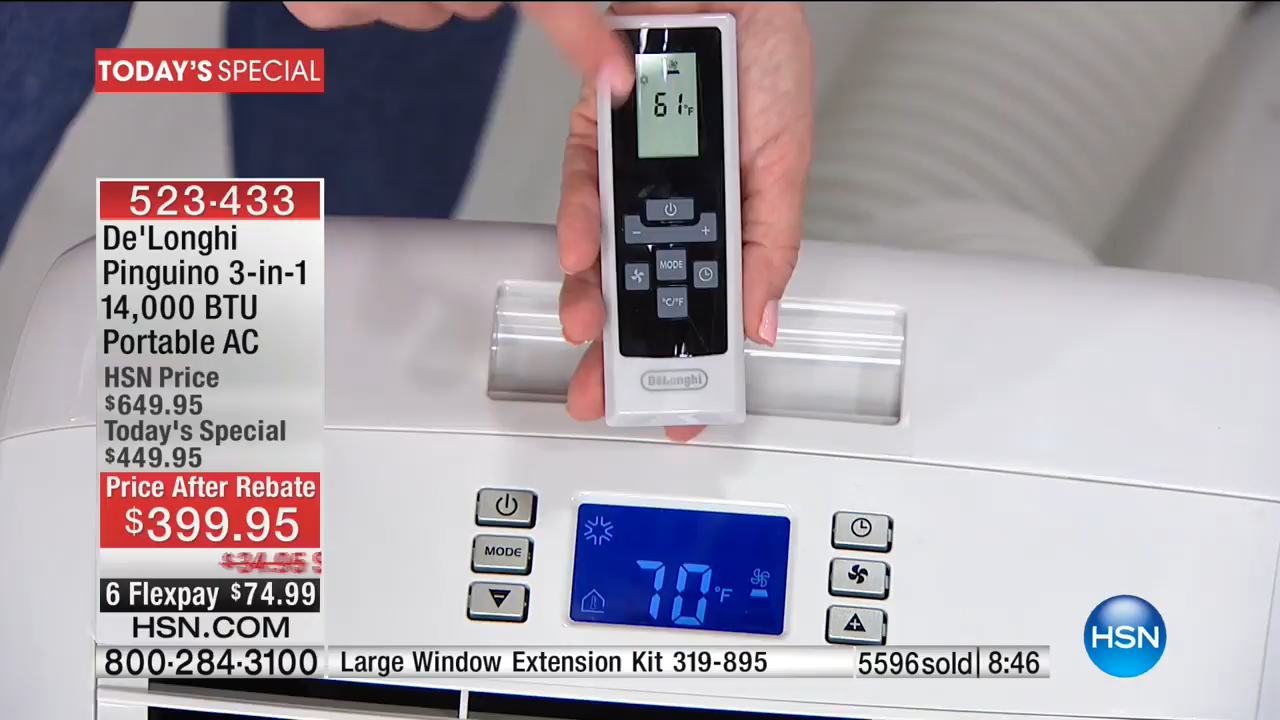 TODAY'S SPECIAL
523-433
De'Longhi
Pinguino 3-in-1
14,000 BTU
Portable AC
HSN Price
$649.95
Today's Special
$449.95
Price After Rebate
$399.95
6 Flexpay $74.99
HSN.COM
800-284-3100
Large Window Extension Kit 319-895
5596sold
8:46
HSN
61°F
- +
MODE
°C/°F
DeLonghi
MODE
70°F